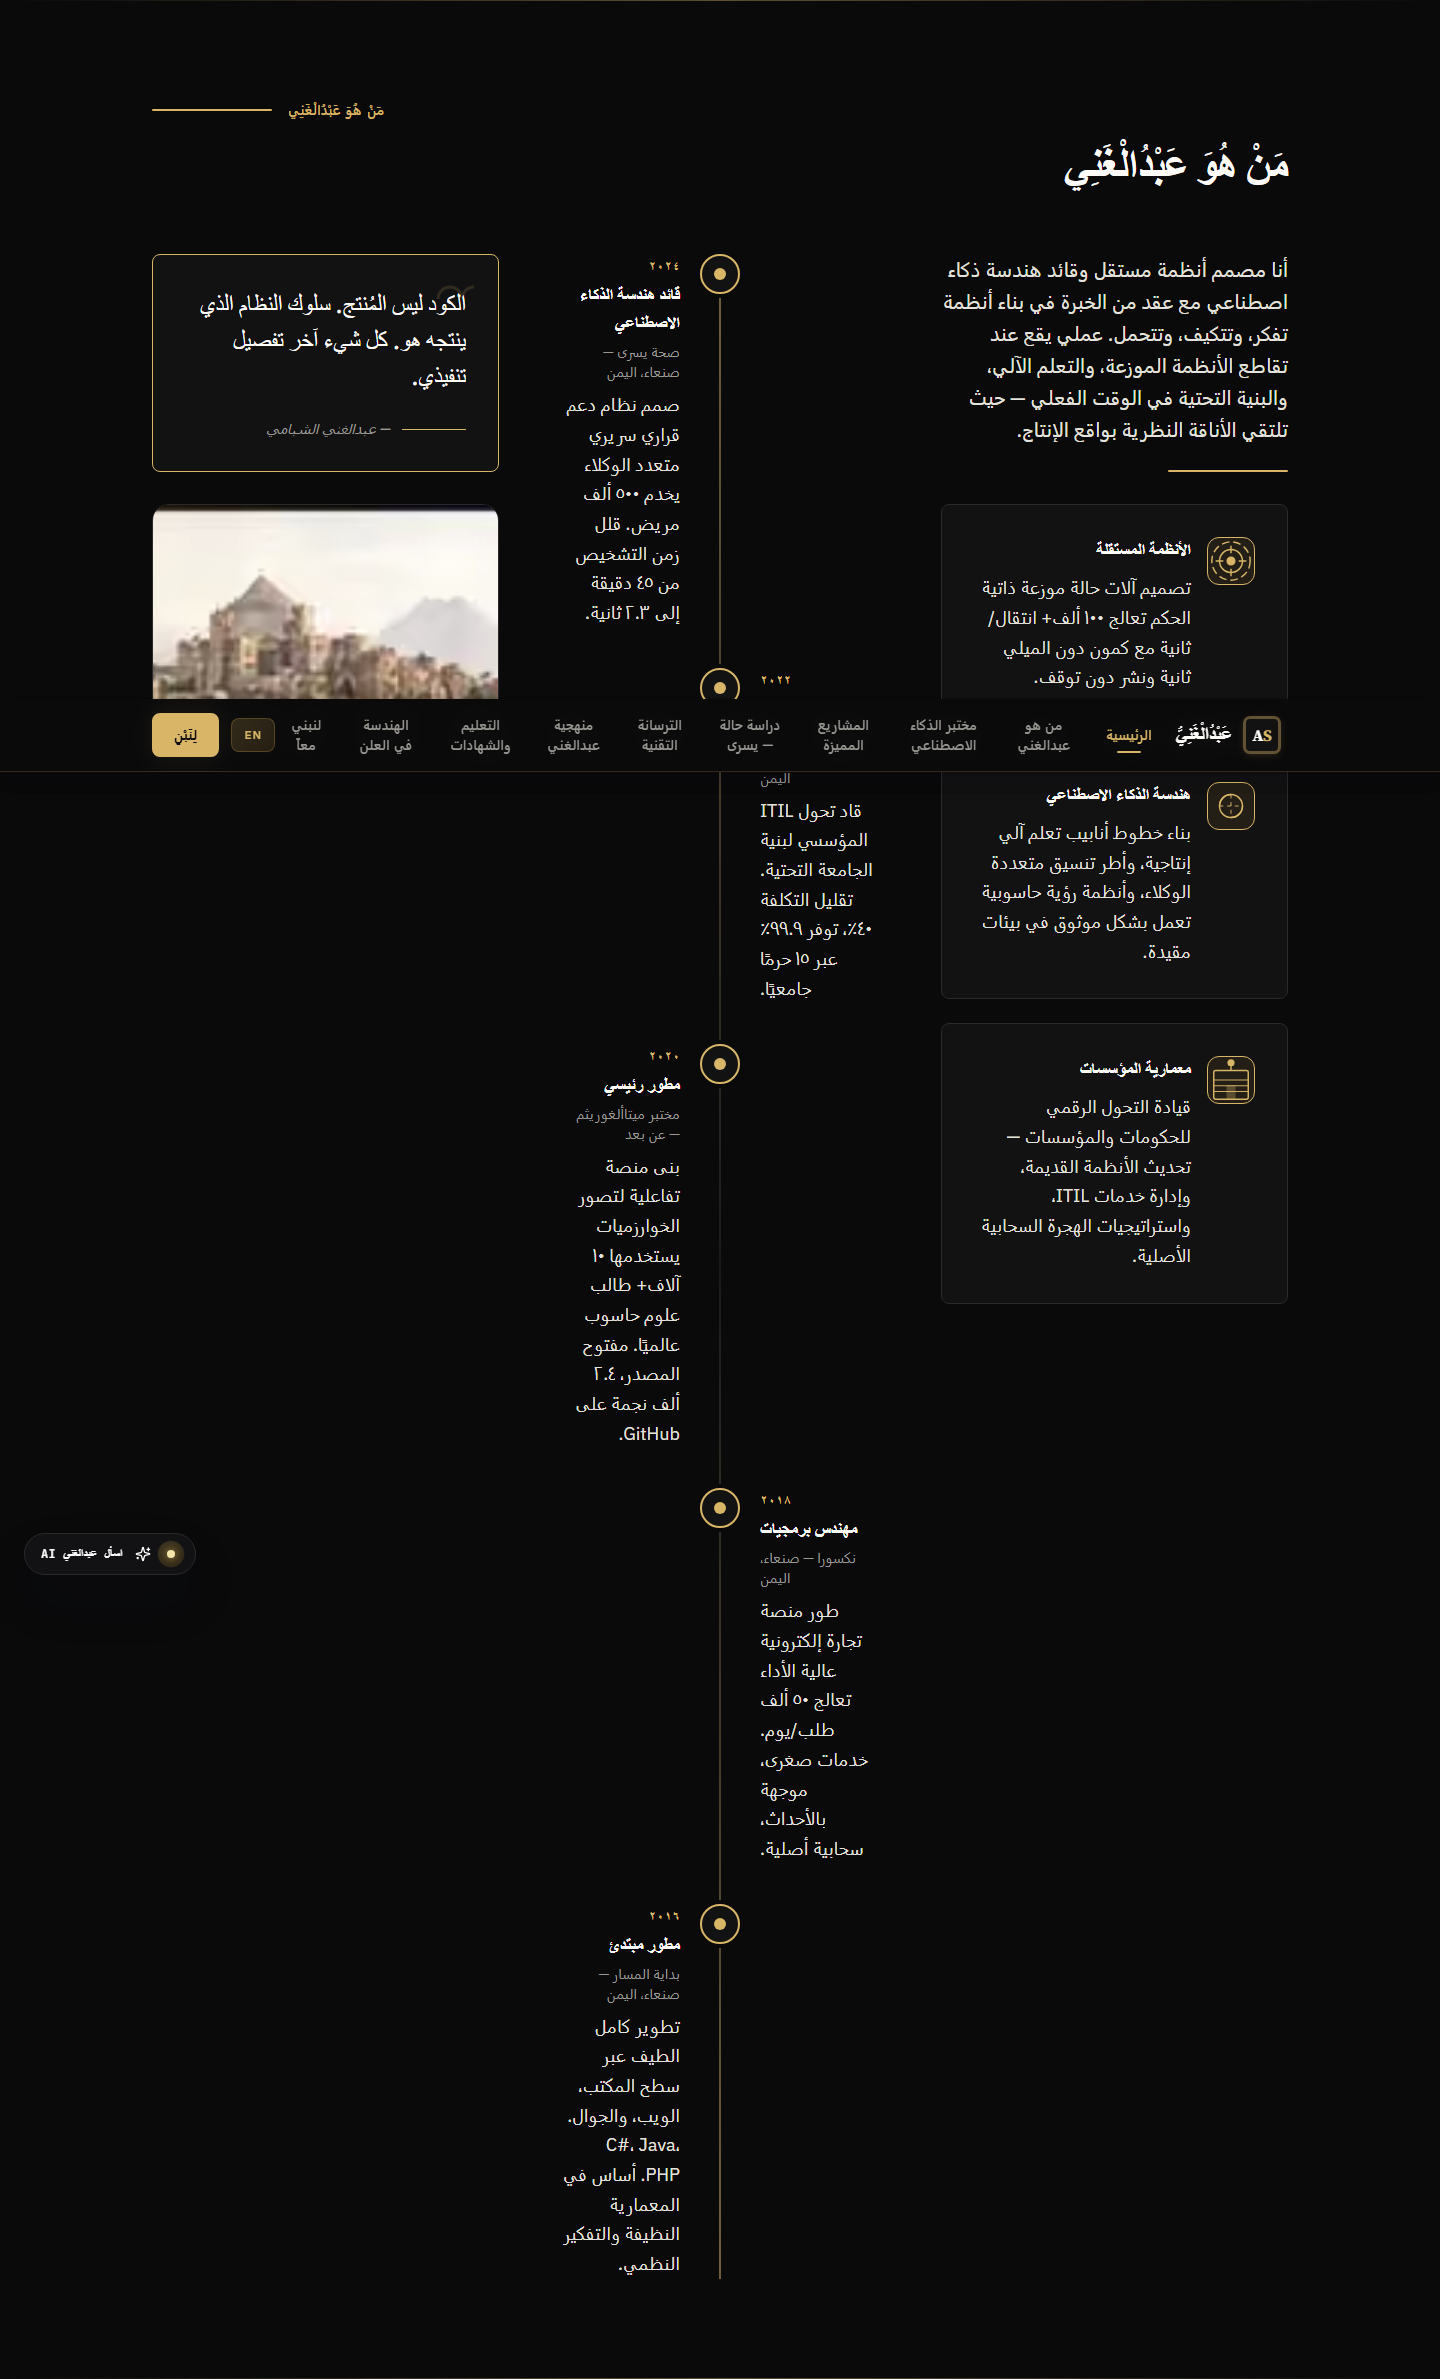 مَنْ هُوَ عَبْدُالْغَنِي
مَنْ هُوَ عَبْدُالْغَنِي
أنا مصمم أنظمة مستقل وقائد هندسة ذكاء
اصطناعي مع عقد من الخبرة في بناء أنظمة
تفكر، وتتكيف، وتتحمل. عملي يقع عند
تقاطع الأنظمة الموزعة، والتعلم الآلي،
والبنية التحتية في الوقت الفعلي — حيث
تلتقي الأناقة النظرية بواقع الإنتاج.
الأنظمة المستقلة
تصميم آلات حالة موزعة ذاتية
الحكم تعالج ١٠٠ ألف+ انتقال/
ثانية مع كمون دون الميلي
ثانية ونشر دون توقف.
هندسة الذكاء الاصطناعي
بناء خطوط أنابيب تعلم آلي
إنتاجية، وأطر تنسيق متعددة
الوكلاء، وأنظمة رؤية حاسوبية
تعمل بشكل موثوق في بيئات
مقيدة.
معمارية المؤسسات
قيادة التحول الرقمي
للحكومات والمؤسسات —
تحديث الأنظمة القديمة،
وإدارة خدمات ITIL،
واستراتيجيات الهجرة السحابية
الأصلية.
٢٠٢٤
قائد هندسة الذكاء
الاصطناعي
صحة يسرى —
صنعاء، اليمن
صمم نظام دعم
قراري سريري
متعدد الوكلاء
يخدم ٥٠٠ ألف
مريض. قلل
زمن التشخيص
من ٤٥ دقيقة
إلى ٢.٣ ثانية.
٢٠٢٢
اليمن
قاد تحول ITIL
المؤسسي لبنية
الجامعة التحتية.
تقليل التكلفة
٤٠٪، توفر ٩٩.٩٪
عبر ١٥ حرمًا
جامعيًا.
٢٠٢٠
مطور رئيسي
مختبر ميتاألغوريثم
— عن بعد
بنى منصة
تفاعلية لتصور
الخوارزميات
يستخدمها ١٠
آلاف+ طالب
علوم حاسوب
عالميًا. مفتوح
المصدر، ٢.٤
ألف نجمة على
GitHub.
٢٠١٨
مهندس برمجيات
نكسورا — صنعاء،
اليمن
طور منصة
تجارة إلكترونية
عالية الأداء
تعالج ٥٠ ألف
طلب/يوم.
خدمات صغرى،
موجهة
بالأحداث،
سحابية أصلية.
٢٠١٦
مطور مبتدئ
بداية المسار —
صنعاء، اليمن
تطوير كامل
الطيف عبر
سطح المكتب،
الويب، والجوال.
C#، Java،
PHP. أساس في
المعمارية
النظيفة والتفكير
النظمي.
الكود ليس المُنتج. سلوك النظام الذي
ينتجه هو. كل شيء آخر تفصيل
تنفيذي.
— عبدالغني الشبامي
AS
عَبْدُالْغَنِيِّ
الرئيسية
من هو
عبدالغني
مختبر الذكاء
الاصطناعي
المشاريع
المميزة
دراسة حالة
— يسرى
الترسانة
التقنية
منهجية
عبدالغني
التعليم
والشهادات
الهندسة
في العلن
لنبني
معاً
EN
لِنَبْنِ
اسأل عبدالغني AI